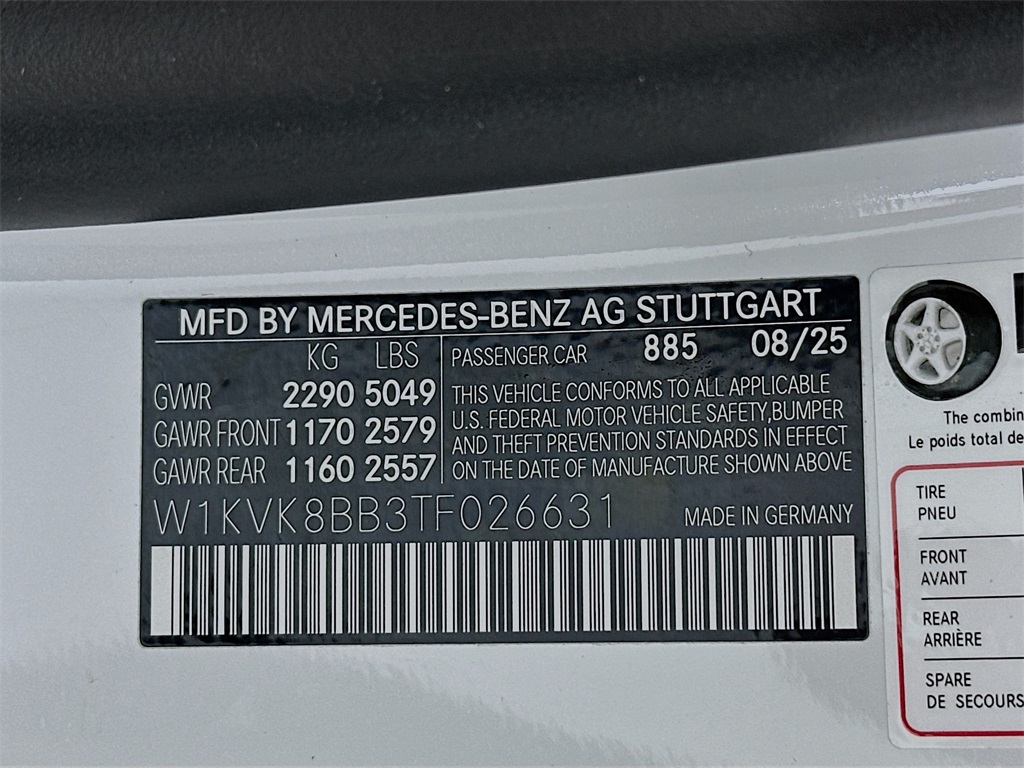 MFD BY MERCEDES-BENZ AG STUTTGART
KG LBS
GVWR 2290 5049
GAWR FRONT 1170 2579
GAWR REAR 1160 2557
PASSENGER CAR 885 08/25
THIS VEHICLE CONFORMS TO ALL APPLICABLE
U.S. FEDERAL MOTOR VEHICLE SAFETY,BUMPER
AND THEFT PREVENTION STANDARDS IN EFFECT
ON THE DATE OF MANUFACTURE SHOWN ABOVE
W1KVK8BB3TF026631
MADE IN GERMANY
The combin
Le poids total de
TIRE
PNEU
FRONT
AVANT
REAR
ARRIÈRE
SPARE
DE SECOURS